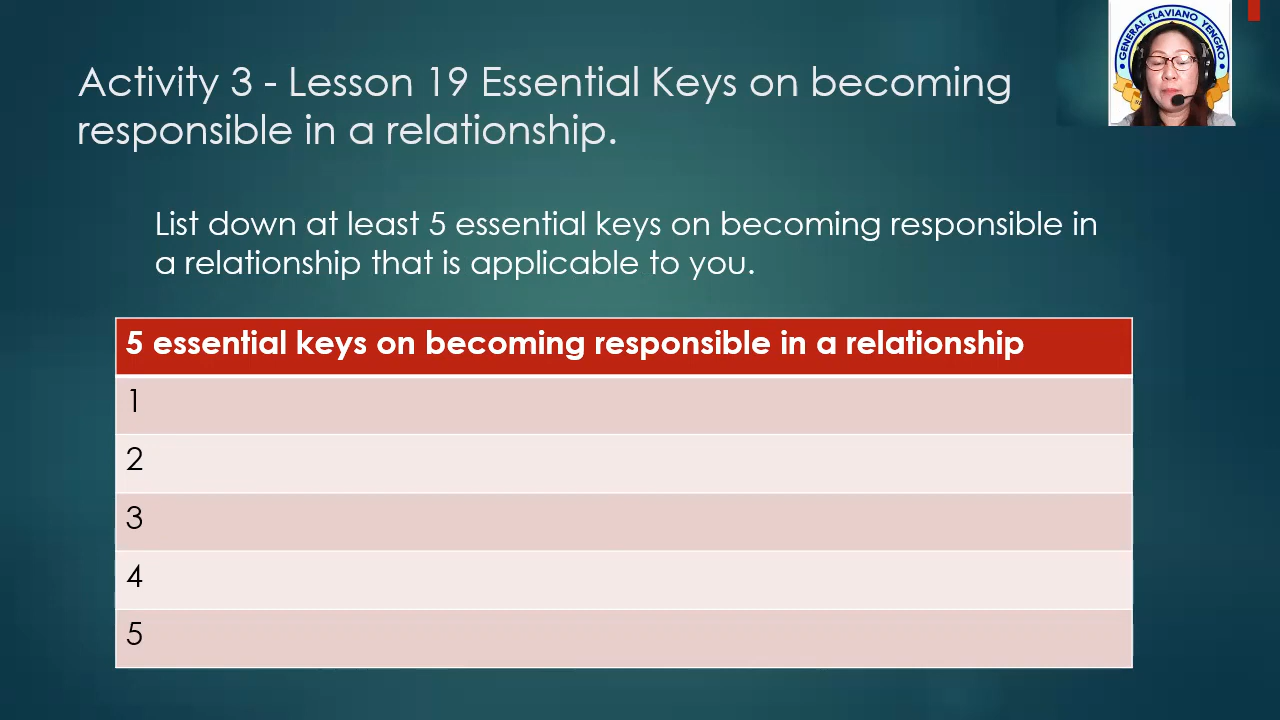 Activity 3 - Lesson 19 Essential Keys on becoming
responsible in a relationship.
GENERAL FLAVIANO YENGKO
List down at least 5 essential keys on becoming responsible in
a relationship that is applicable to you.
5 essential keys on becoming responsible in a relationship
1
2
3
4
5